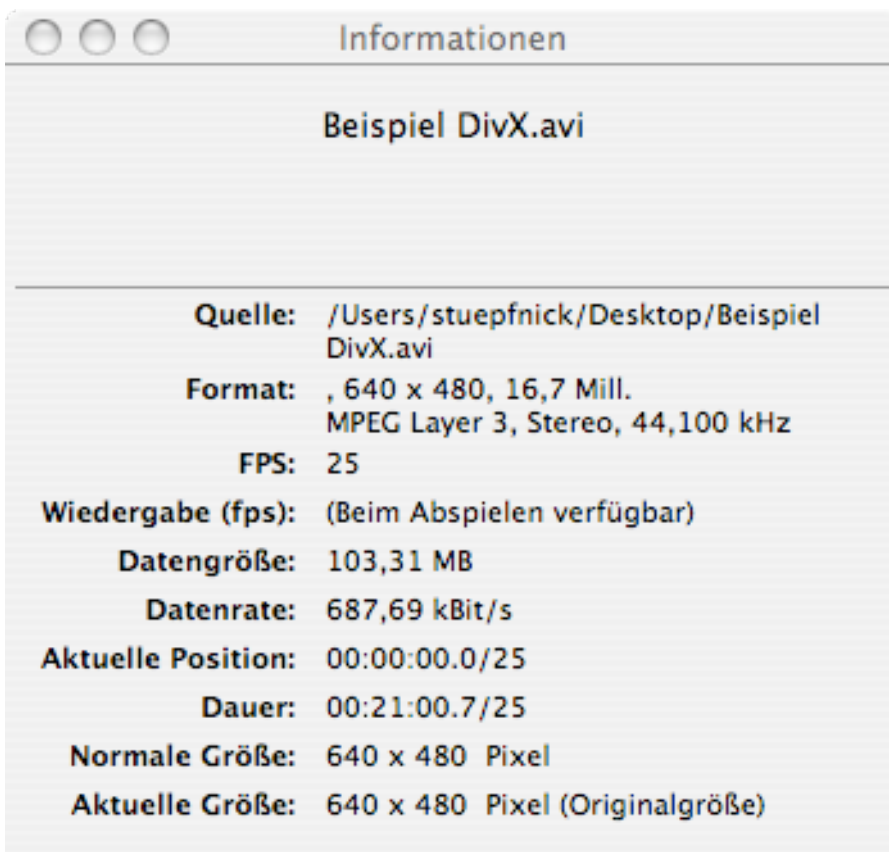 Informationen
Beispiel DivX.avi
Quelle: /Users/stuepfnick/Desktop/Beispiel
DivX.avi
Format: , 640 x 480, 16,7 Mill.
MPEG Layer 3, Stereo, 44,100 kHz
FPS: 25
Wiedergabe (fps): (Beim Abspielen verfügbar)
Datengröße: 103,31 MB
Datenrate: 687,69 kBit/s
Aktuelle Position: 00:00:00.0/25
Dauer: 00:21:00.7/25
Normale Größe: 640 x 480  Pixel
Aktuelle Größe: 640 x 480  Pixel (Originalgröße)